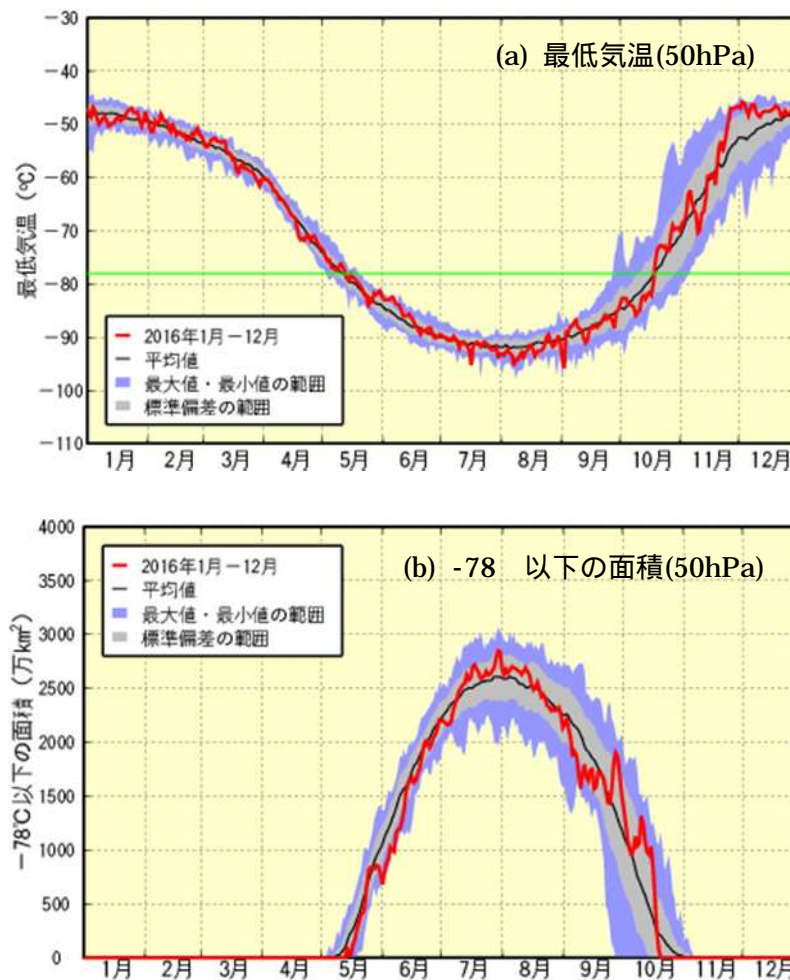 (a) 最低気温(50hPa)
最低気温（℃）
－30
－40
－50
－60
－70
－80
－90
－100
－110
2016年1月－12月
平均値
最大値・最小値の範囲
標準偏差の範囲
1月 2月 3月 4月 5月 6月 7月 8月 9月 10月 11月 12月
(b) -78 以下の面積(50hPa)
－78℃以下の面積（万km²）
4000
3500
3000
2500
2000
1500
1000
500
0
2016年1月－12月
平均値
最大値・最小値の範囲
標準偏差の範囲
1月 2月 3月 4月 5月 6月 7月 8月 9月 10月 11月 12月